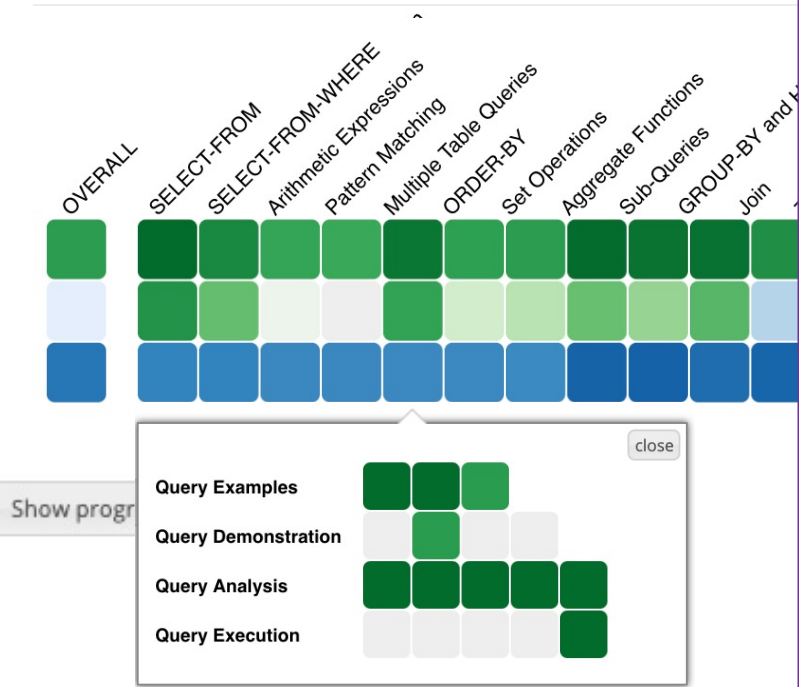 OVERALL
SELECT-FROM
SELECT-FROM-WHERE
Arithmetic Expressions
Pattern Matching
Multiple Table Queries
ORDER-BY
Set Operations
Aggregate Functions
Sub-Queries
GROUP-BY and H
Join
close
Query Examples
Show progr
Query Demonstration
Query Analysis
Query Execution